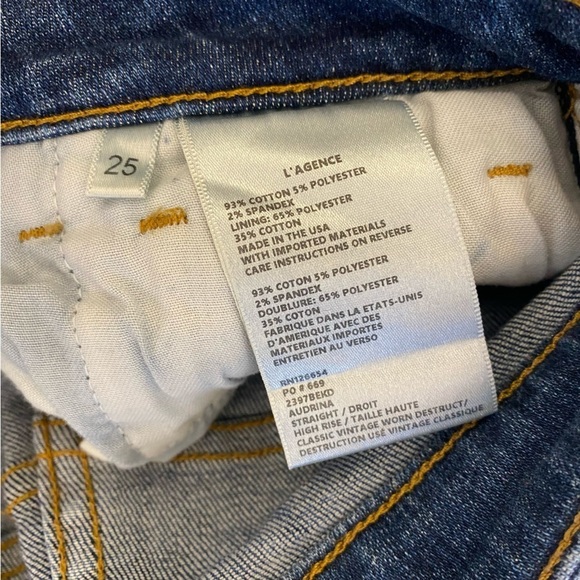 25
L'AGENCE
93% COTTON 5% POLYESTER
2% SPANDEX
LINING: 65% POLYESTER
35% COTTON
MADE IN THE USA
WITH IMPORTED MATERIALS
CARE INSTRUCTIONS ON REVERSE
93% COTON 5% POLYESTER
2% SPANDEX
DOUBLURE: 65% POLYESTER
35% COTON
FABRIQUE DANS LA ETATS-UNIS
D'AMERIQUE AVEC DES
MATERIAUX IMPORTES
ENTRETIEN AU VERSO
RN126654
PO # 669
2397BEKD
AUDRINA
STRAIGHT / DROIT
HIGH RISE / TAILLE HAUTE
CLASSIC VINTAGE WORN DESTRUCT/
DESTRUCTION USÉ VINTAGE CLASSIQUE